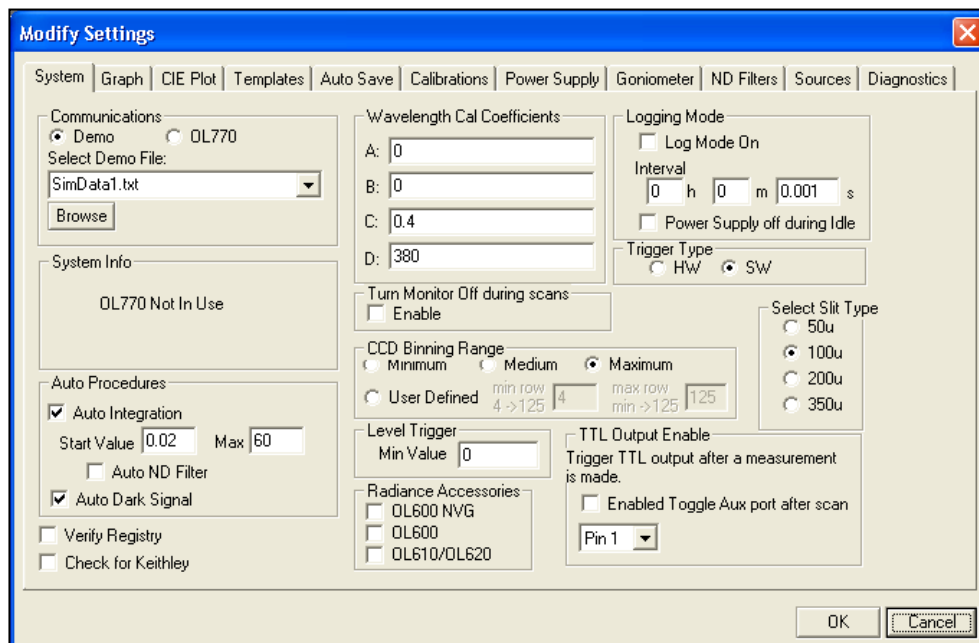 Modify Settings
System Graph CIE Plot Templates Auto Save Calibrations Power Supply Goniometer ND Filters Sources Diagnostics
Communications
Demo OL770
Select Demo File:
SimData1.txt
Browse
System Info
OL770 Not In Use
Auto Procedures
Auto Integration
Start Value 0.02 Max 60
Auto ND Filter
Auto Dark Signal
Verify Registry
Check for Keithley
Wavelength Cal Coefficients
A: 0
B: 0
C: 0.4
D: 380
Turn Monitor Off during scans
Enable
CCD Binning Range
Minimum Medium Maximum
User Defined
min row
4 ->125
4
max row
min ->125
125
Level Trigger
Min Value 0
Radiance Accessories
OL600 NVG
OL600
OL610/OL620
Logging Mode
Log Mode On
Interval
0 h 0 m 0.001 s
Power Supply off during Idle
Trigger Type
HW SW
Select Slit Type
50u
100u
200u
350u
TTL Output Enable
Trigger TTL output after a measurement
is made.
Enabled Toggle Aux port after scan
Pin 1
OK Cancel